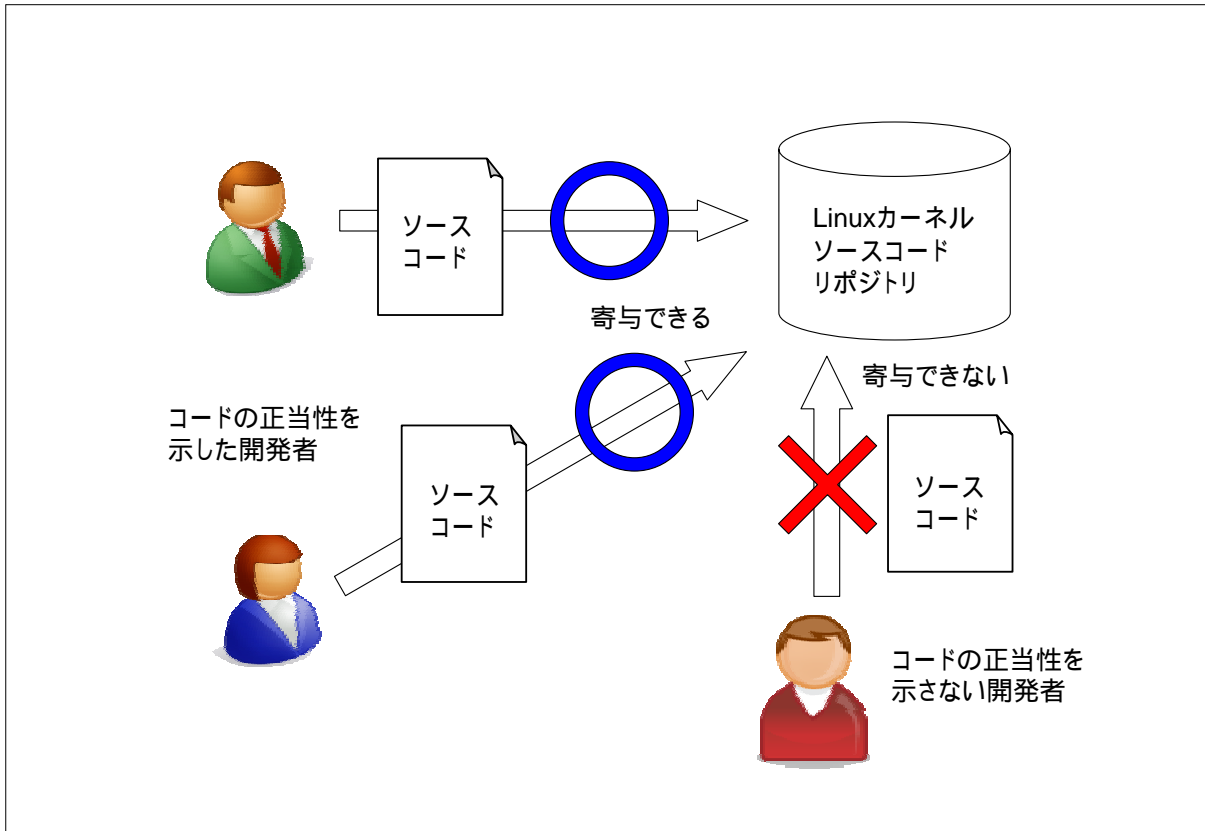 ソース
コード
Linuxカーネル
ソースコード
リポジトリ
寄与できる
寄与できない
コードの正当性を
示した開発者
ソース
コード
ソース
コード
コードの正当性を
示さない開発者